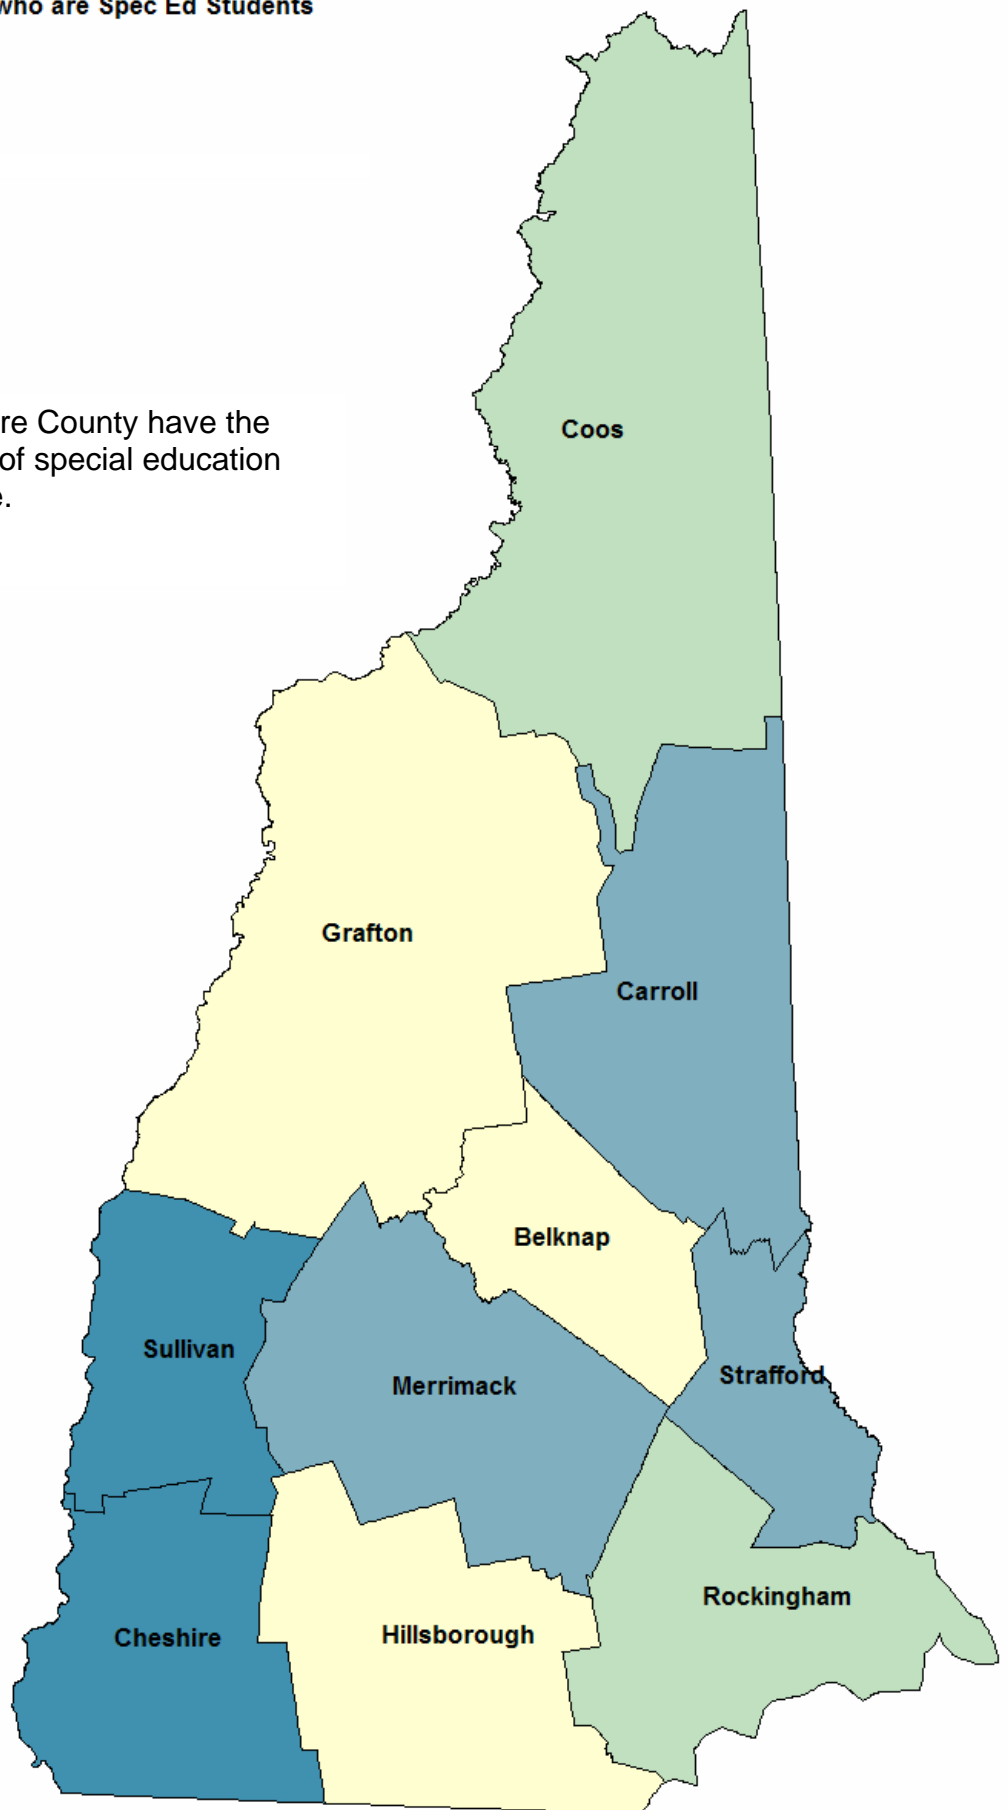 who are Spec Ed Students
re County have the
of special education
e.
Coos
Grafton
Carroll
Belknap
Sullivan
Merrimack
Strafford
Rockingham
Cheshire
Hillsborough